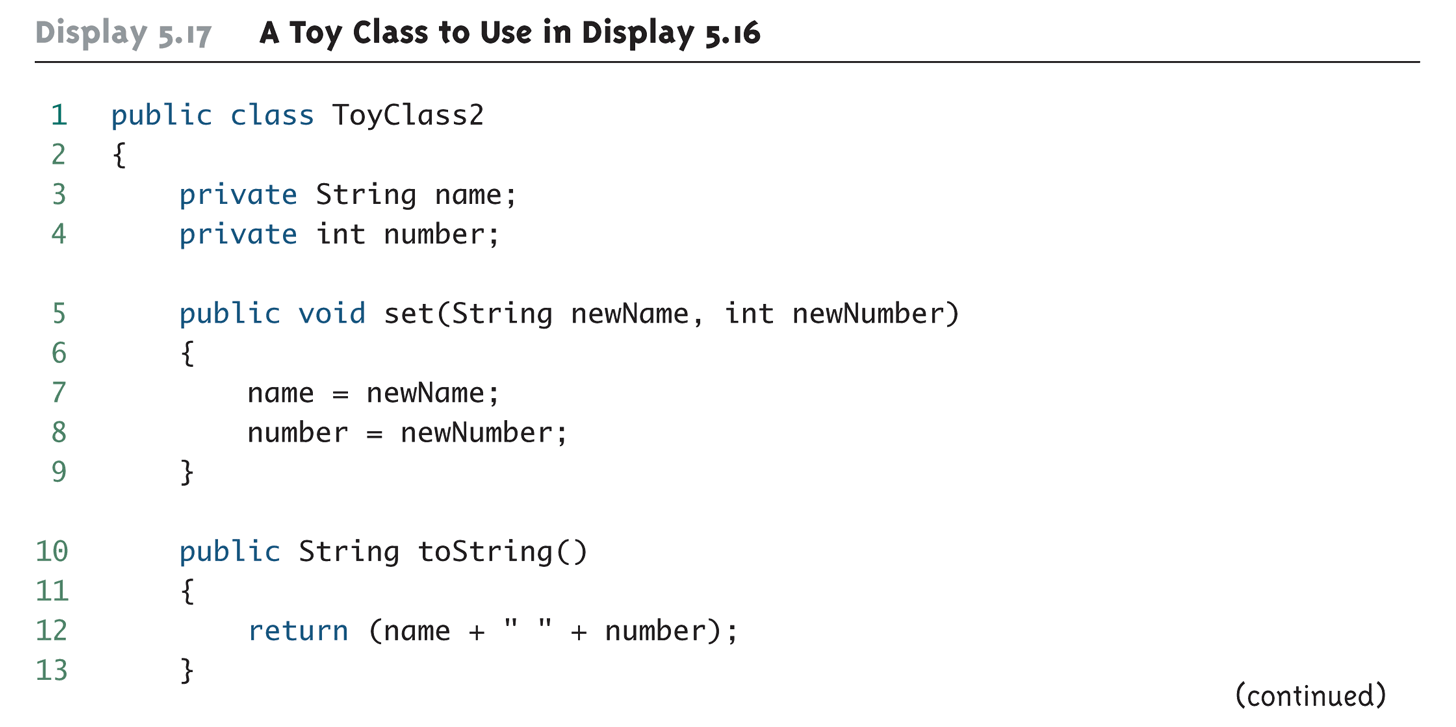 Display 5.17 A Toy Class to Use in Display 5.16
1 public class ToyClass2
2 {
3     private String name;
4     private int number;
5     public void set(String newName, int newNumber)
6     {
7         name = newName;
8         number = newNumber;
9     }
10     public String toString()
11     {
12         return (name + " " + number);
13     }
(continued)